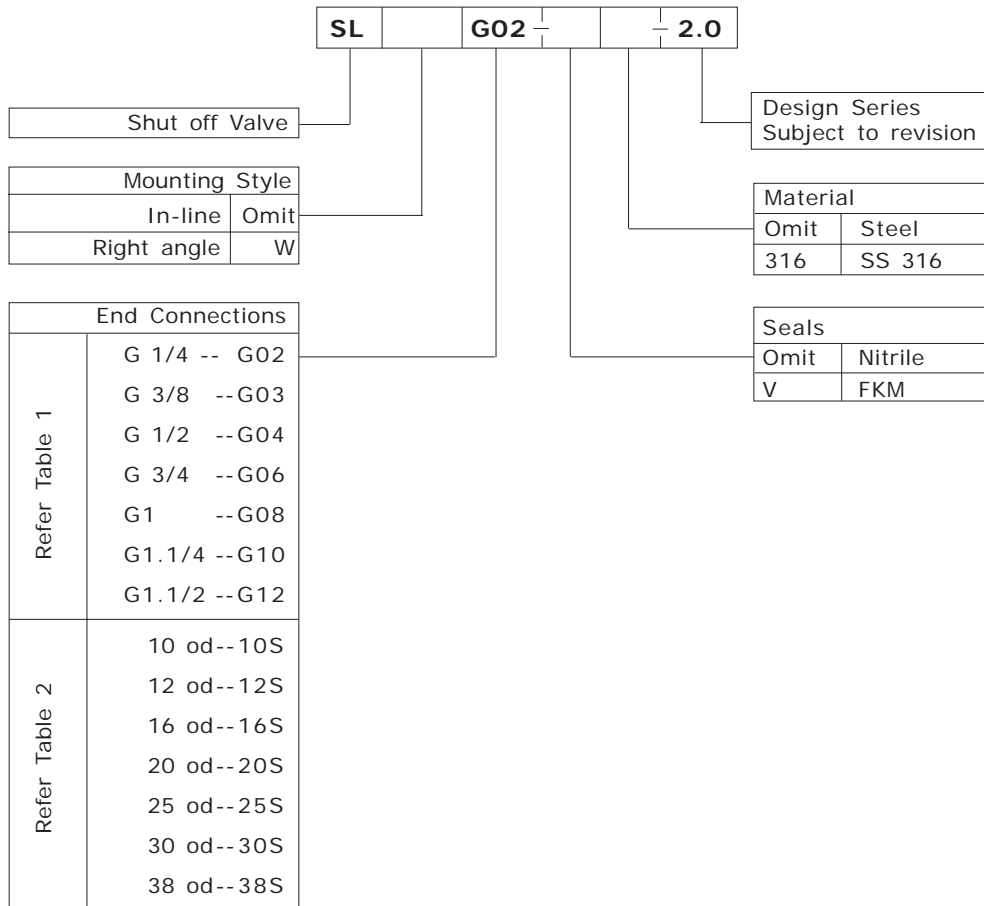 SL G02 - - 2.0
Shut off Valve
Design Series
Subject to revision
Mounting Style
In-line Omit
Right angle W
Material
Omit Steel
316 SS 316
End Connections
Refer Table 1
G 1/4 -- G02
G 3/8 --G03
G 1/2 --G04
G 3/4 --G06
G1 --G08
G1.1/4 --G10
G1.1/2 --G12
Seals
Omit Nitrile
V FKM
Refer Table 2
10 od--10S
12 od--12S
16 od--16S
20 od--20S
25 od--25S
30 od--30S
38 od--38S